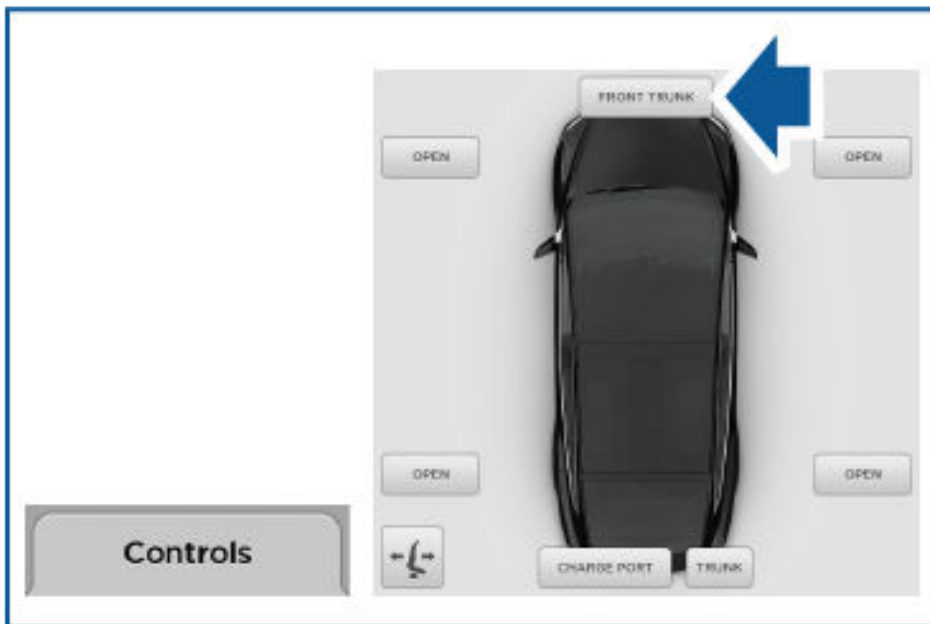 FRONT TRUNK
OPEN
OPEN
OPEN
OPEN
Controls
CHARGE PORT
TRUNK